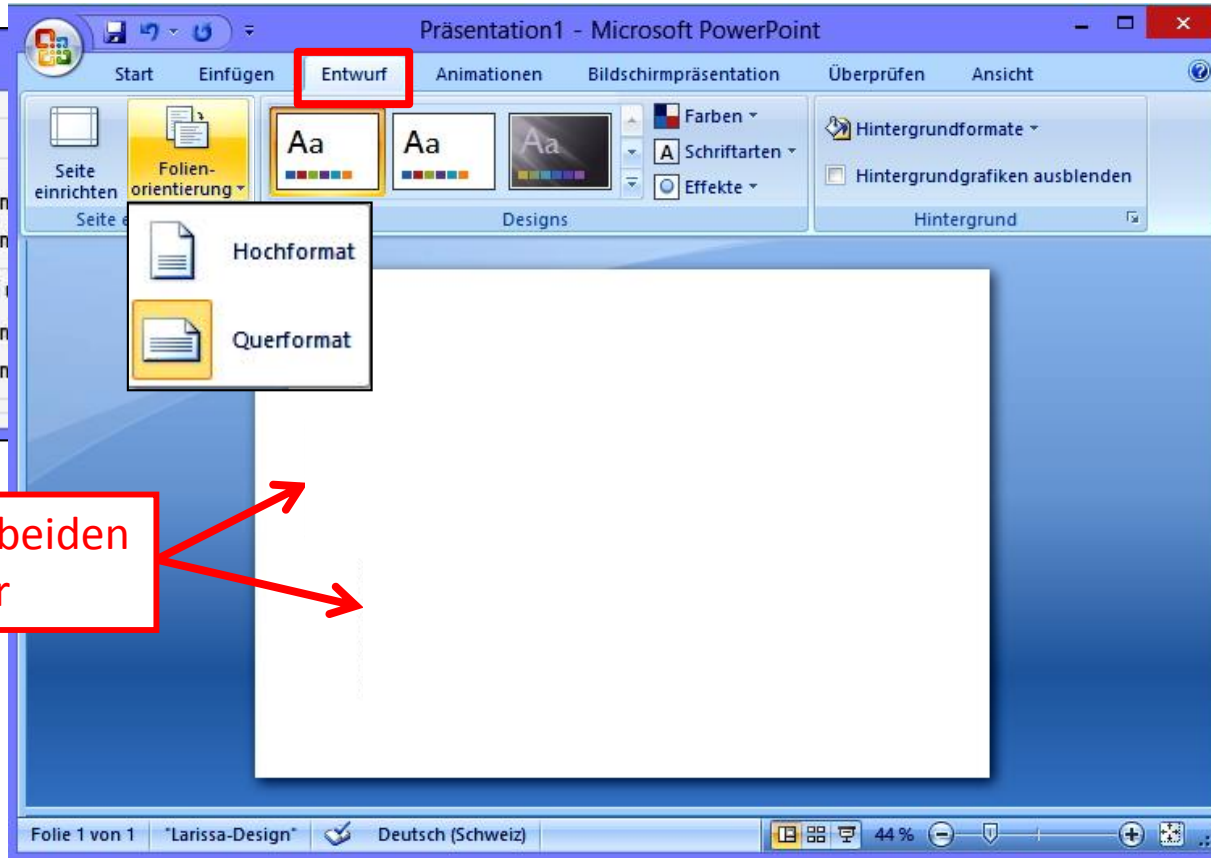 Präsentation1 - Microsoft PowerPoint
Start Einfügen Entwurf Animationen Bildschirmpräsentation Überprüfen Ansicht
Seite einrichten
Folien-orientierung
Aa Aa Aa
Farben
Schriftarten
Effekte
Hintergrundformate
Hintergrundgrafiken ausblenden
Seite Designs Hintergrund
Hochformat
Querformat
beiden
Folie 1 von 1 "Larissa-Design" Deutsch (Schweiz) 44 %